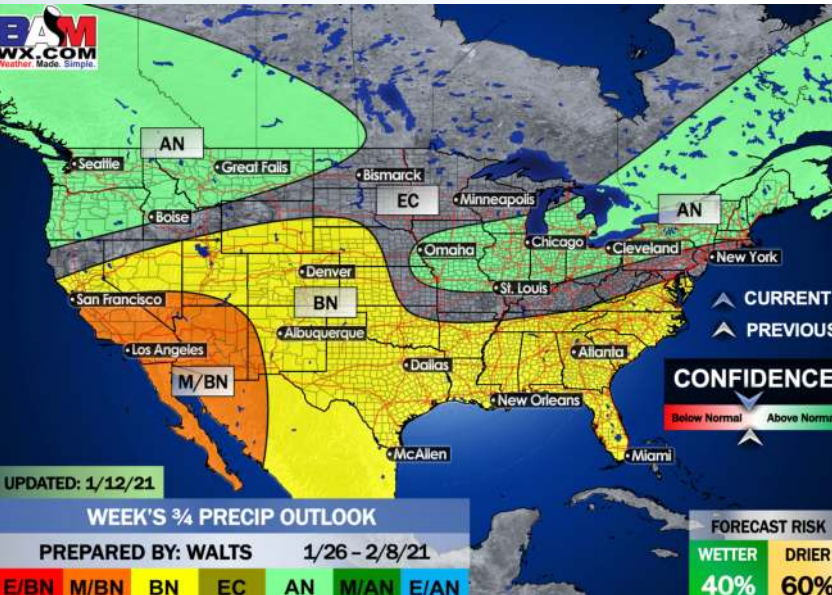 BAM
WX.COM
Weather. Made. Simple.
AN
Seattle
Great Falls
Bismarck
EC
Minneapolis
Boise
AN
Omaha
Chicago
Cleveland
New York
St. Louis
Denver
San Francisco
BN
CURRENT
PREVIOUS
Albuquerque
Los Angeles
Atlanta
Dallas
M/BN
CONFIDENCE
Below Normal
Above Norma
New Orleans
McAllen
Miami
UPDATED: 1/12/21
WEEK'S ¾ PRECIP OUTLOOK
PREPARED BY: WALTS 1/26 – 2/8/21
E/BN M/BN BN EC AN M/AN E/AN
FORECAST RISK
WETTER DRIER
40% 60%